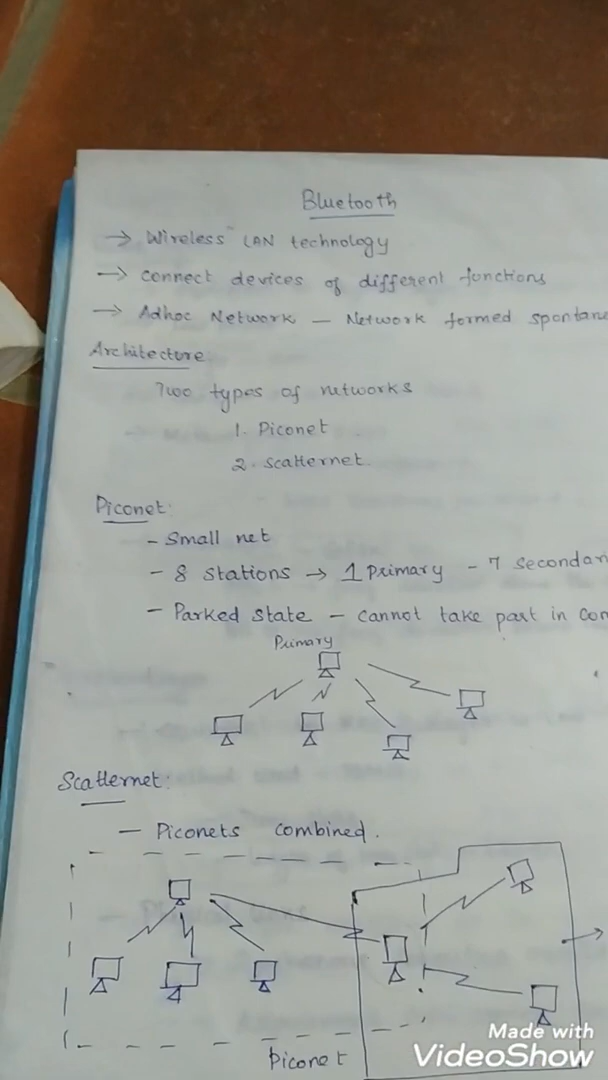 Bluetooth
→ Wireless LAN technology
→ connect devices of different functions
→ Adhoc Network – Network formed spontane
Architecture
Two types of networks
1. Piconet
2. scatternet.
Piconet:
- Small net
- 8 Stations → 1 Primary - 7 secondar
- Parked State - cannot take part in com
Primary
Scatternet:
- Piconets combined.
Piconet
Made with
VideoShow